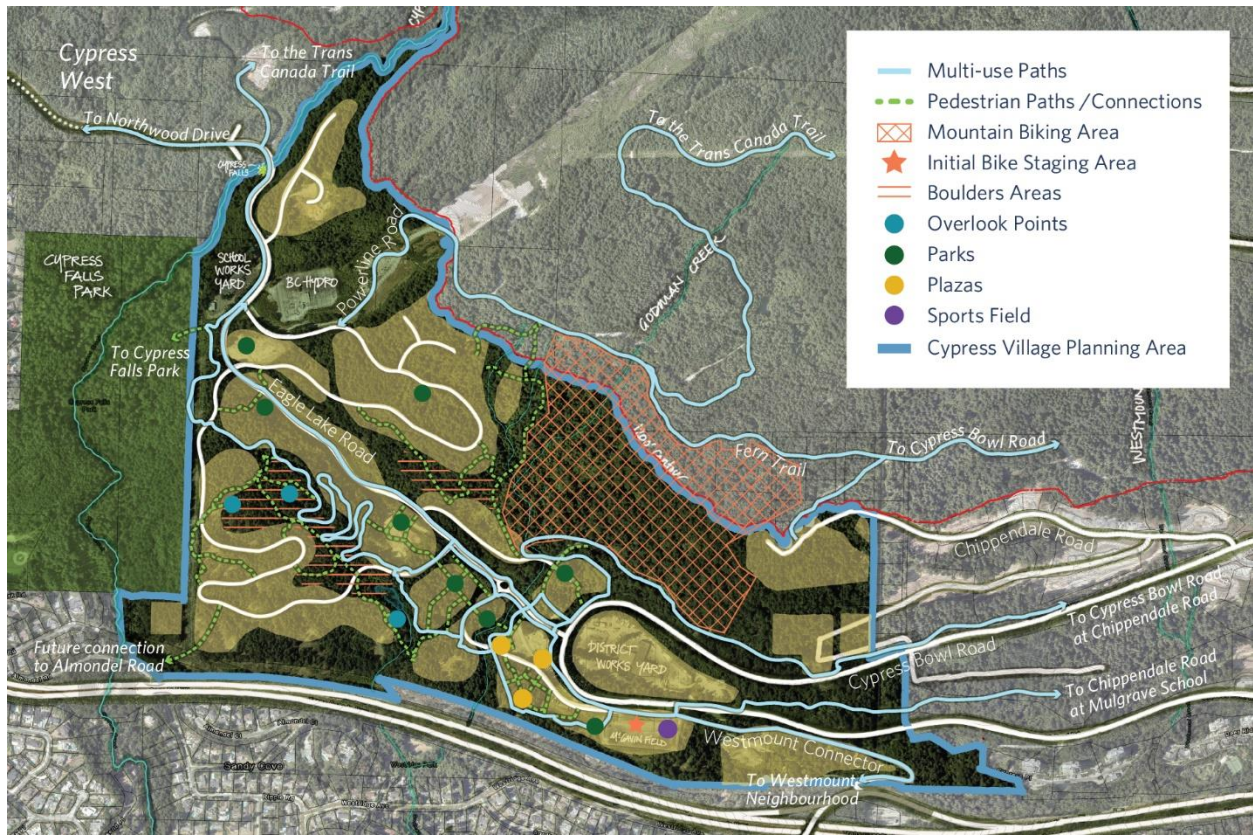 Cypress
West
To the Trans
Canada Trail
To Northwood Drive
CYPRESS
FALLS
Multi-use Paths
Pedestrian Paths / Connections
Mountain Biking Area
Initial Bike Staging Area
Boulders Areas
Overlook Points
Parks
Plazas
Sports Field
Cypress Village Planning Area
To the Trans Canada Trail
GODMAN CREEK
CYPRESS
FALLS
PARK
SCHOOL
WORKS
YARD
BC HYDRO
Powerline Road
To Cypress
Falls Park
Eagle Lake Road
Fern Trail
To Cypress Bowl Road
Chippendale Road
To Cypress Bowl Road
at Chippendale Road
Cypress Bowl Road
To Chippendale Road
at Mulgrave School
DISTRICT
WORKS YARD
Future connection
to Almondel Road
McGAVIN FIELD
Westmount Connector
To Westmount
Neighbourhood
Sandy Cove